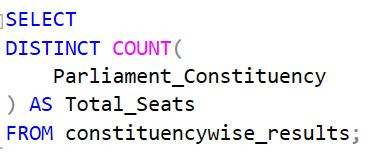 SELECT
DISTINCT COUNT(
    Parliament_Constituency
) AS Total_Seats
FROM constituencywise_results;